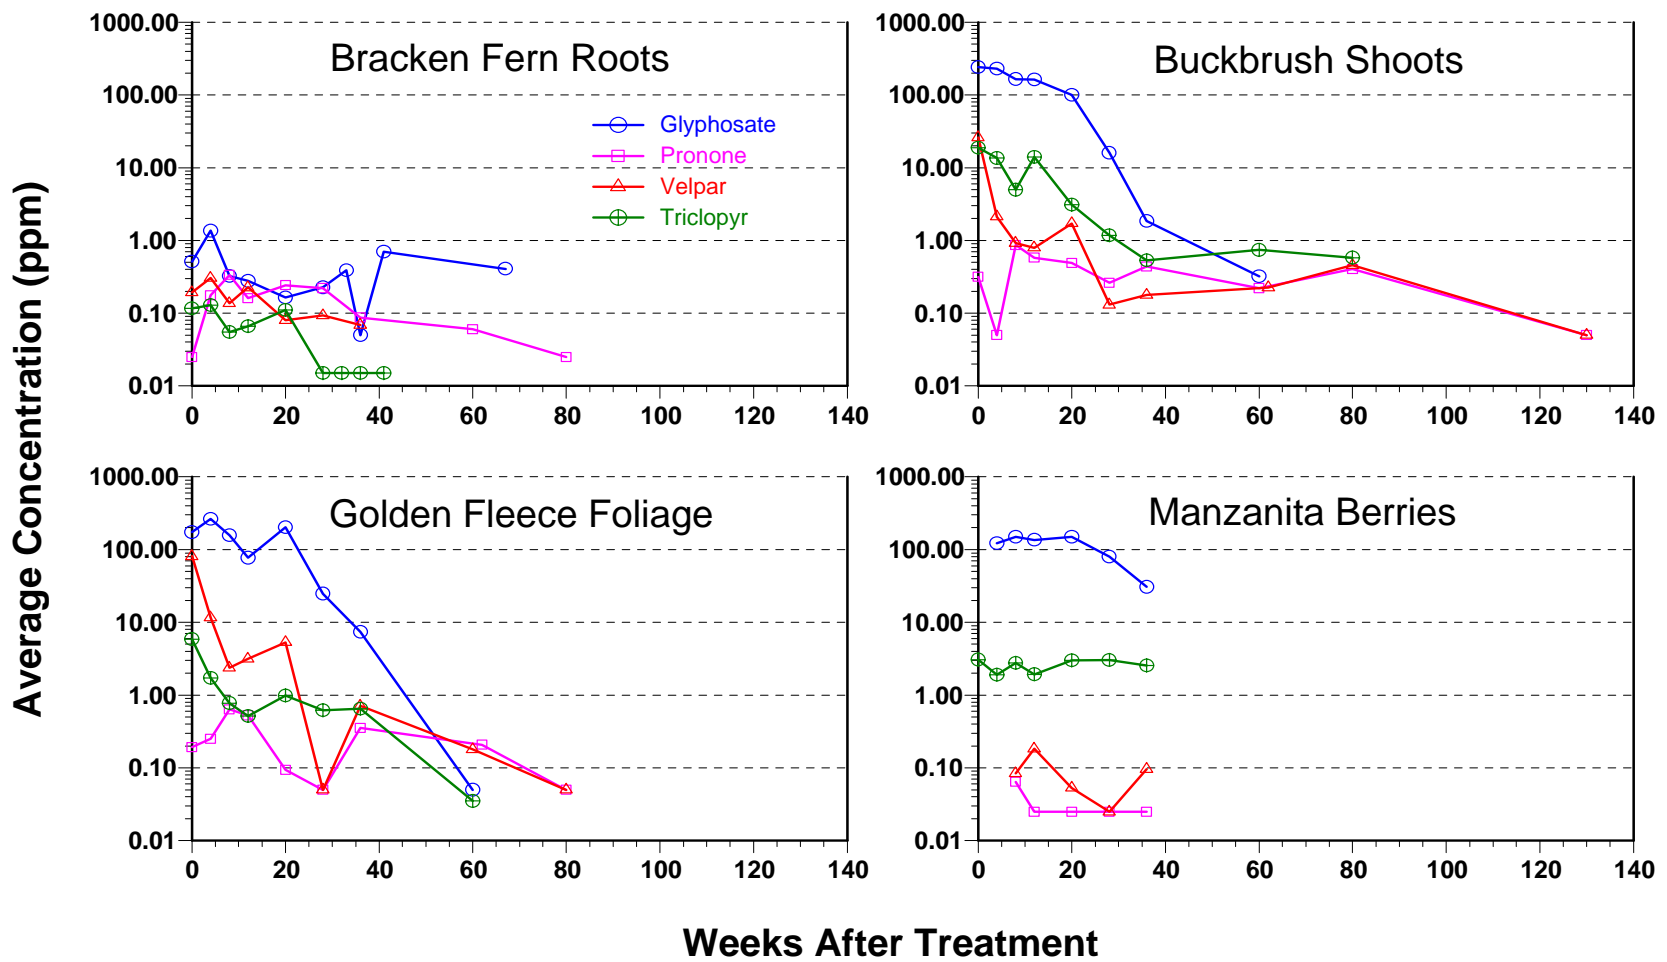 Average Concentration (ppm)
Bracken Fern Roots
1000.00
100.00
10.00
1.00
0.10
0.01
0 20 40 60 80 100 120 140
Glyphosate
Pronone
Velpar
Triclopyr
Buckbrush Shoots
1000.00
100.00
10.00
1.00
0.10
0.01
0 20 40 60 80 100 120 140
Golden Fleece Foliage
1000.00
100.00
10.00
1.00
0.10
0.01
0 20 40 60 80 100 120 140
Manzanita Berries
1000.00
100.00
10.00
1.00
0.10
0.01
0 20 40 60 80 100 120 140
Weeks After Treatment